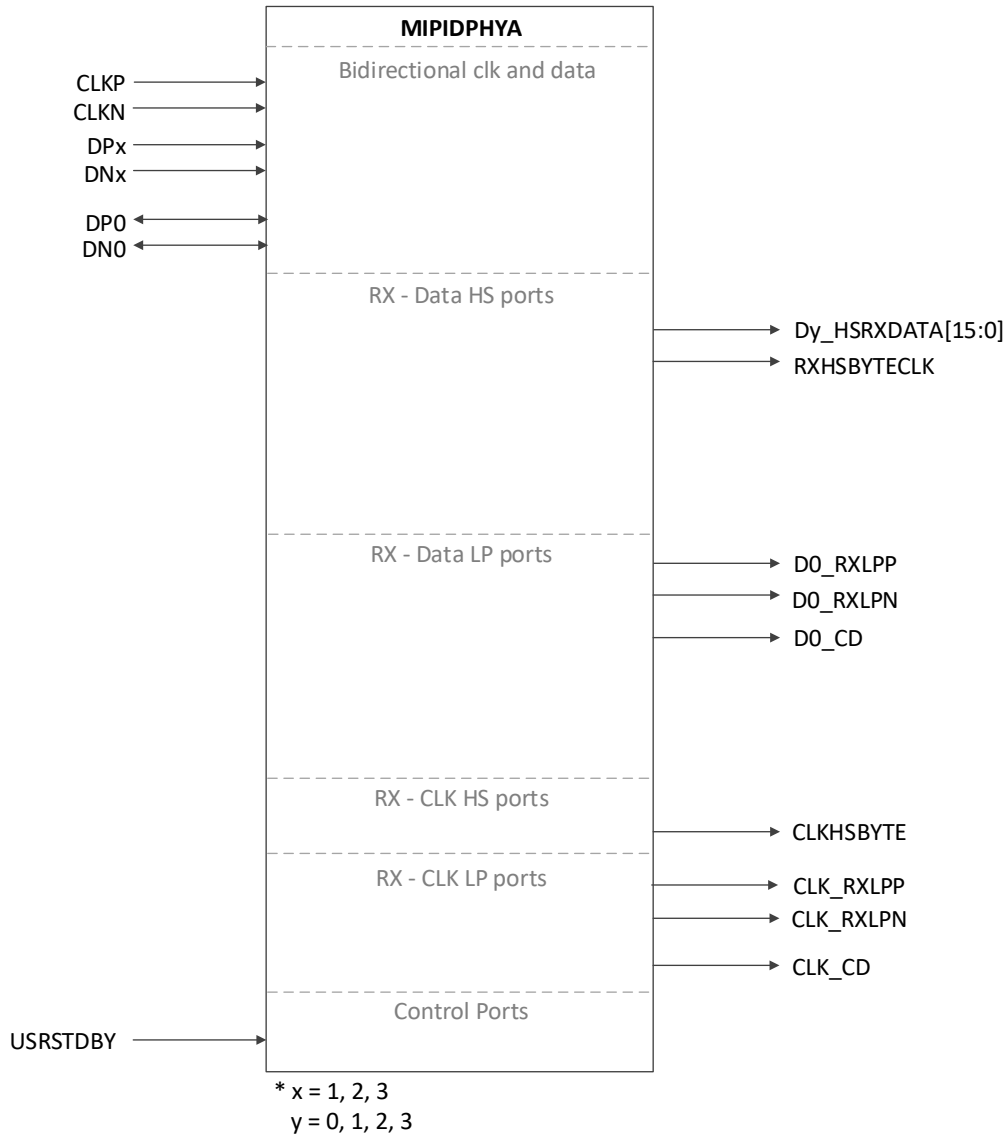 MIPIDPHYA
Bidirectional clk and data
CLKP
CLKN
DPx
DNx
DP0
DN0
RX - Data HS ports
Dy_HSRXDATA[15:0]
RXHSBYTECLK
RX - Data LP ports
D0_RXLPP
D0_RXLPN
D0_CD
RX - CLK HS ports
CLKHSBYTE
RX - CLK LP ports
CLK_RXLPP
CLK_RXLPN
CLK_CD
Control Ports
USRSTDBY
* x = 1, 2, 3
y = 0, 1, 2, 3